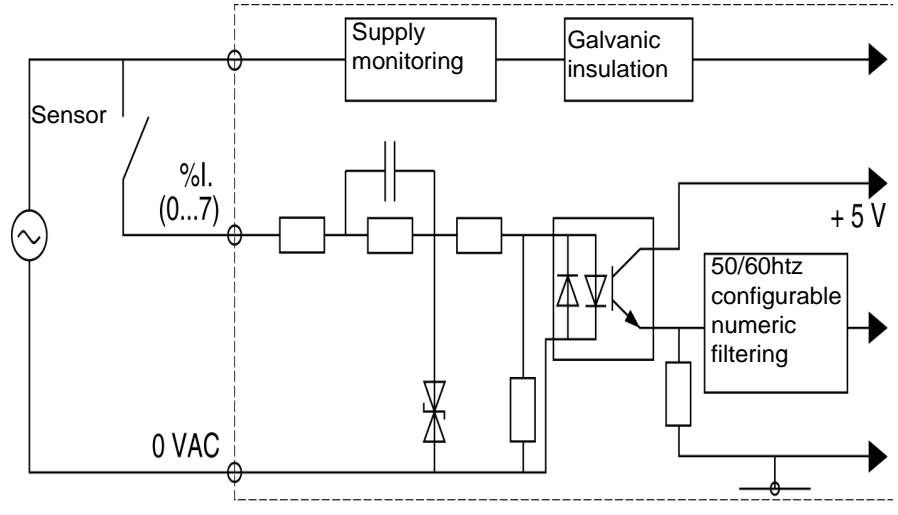 Supply
monitoring
Galvanic
insulation
Sensor
%I.
(0...7)
+ 5 V
50/60htz
configurable
numeric
filtering
0 VAC